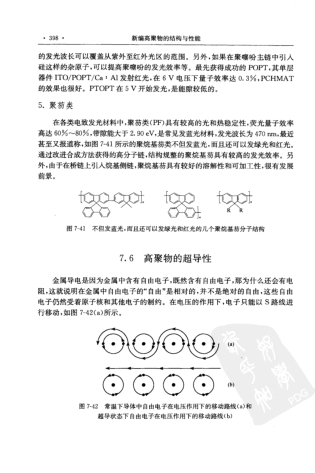 · 398 ·
新编高聚物的结构与性能
的发光波长可以覆盖从紫外至红外光区的范围。另外,如果在聚噻吩主链中引入
硅这样的杂原子,可以提高聚噻吩的发光效率等。最先获得成功的 POPT,其单层
器件 ITO/POPT/Ca:Al 发射红光,在 6 V 电压下量子效率达 0.3%,PCHMAT
的效果也很好。PTOPT 在 5 V 开始发光,是能隙较低的。
5. 聚芴类
在各类电致发光材料中,聚芴类(PF)具有较高的光和热稳定性,荧光量子效率
高达 60%~80%,带隙能大于 2.90 eV,是常见发蓝光材料,发光波长为 470 nm,最近
甚至又报道称,如图 7-41 所示的聚烷基芴类不但发蓝光,而且还可以发绿光和红光。
通过改进合成方法获得的高分子链,结构规整的聚烷基芴具有较高的发光效率。另
外,由于在桥链上引入烷基侧链,聚烷基芴具有较好的溶解性和可加工性,很有发展
前景。
R R
图 7-41 不但发蓝光,而且还可以发绿光和红光的几个聚烷基芴分子结构
7.6 高聚物的超导性
金属导电是因为金属中含有自由电子,既然含有自由电子,那为什么还会有电
阻,这就说明在金属中自由电子的“自由”是相对的,并不是绝对的自由,这些自由
电子仍然受着原子核和其他电子的制约。在电压的作用下,电子只能以 S 路线进
行移动,如图 7-42(a)所示。
(a)
(b)
图 7-42 常温下导体中自由电子在电压作用下的移动路线(a)和
超导状态下自由电子在电压作用下的移动路线(b)
PDG